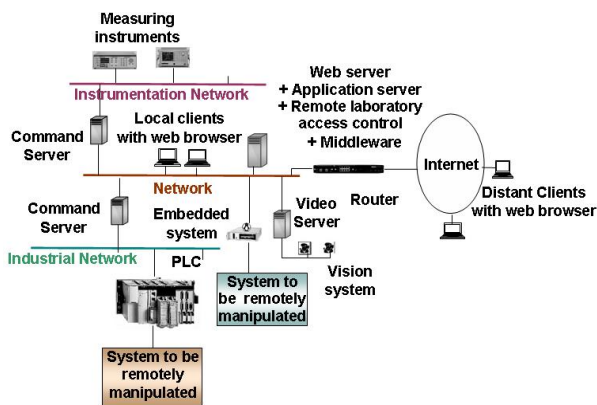 Measuring
instruments
Instrumentation Network
Web server
+ Application server
+ Remote laboratory
access control
+ Middleware
Command
Server
Local clients
with web browser
Internet
Network
Router
Distant Clients
with web browser
Command
Server
Embedded
system
Video
Server
Industrial Network
PLC
Vision
system
System to
be remotely
manipulated
System to be
remotely
manipulated